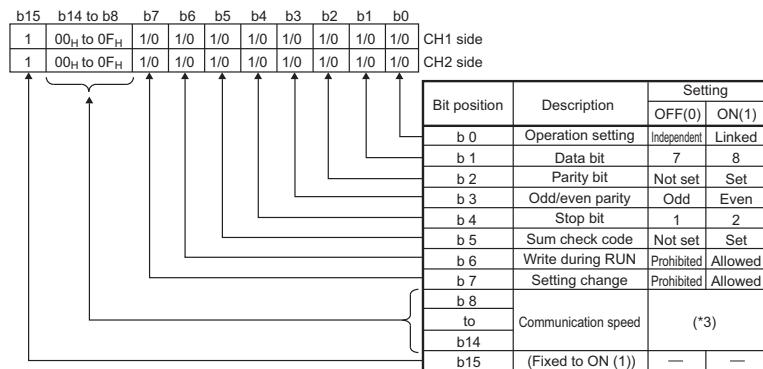 b15 b14 to b8 b7 b6 b5 b4 b3 b2 b1 b0
1 00H to 0FH 1/0 1/0 1/0 1/0 1/0 1/0 1/0 1/0 CH1 side
1 00H to 0FH 1/0 1/0 1/0 1/0 1/0 1/0 1/0 1/0 CH2 side
Bit position Description Setting
OFF(0) ON(1)
b 0 Operation setting Independent Linked
b 1 Data bit 7 8
b 2 Parity bit Not set Set
b 3 Odd/even parity Odd Even
b 4 Stop bit 1 2
b 5 Sum check code Not set Set
b 6 Write during RUN Prohibited Allowed
b 7 Setting change Prohibited Allowed
b 8
to Communication speed (*3)
b14
b15 (Fixed to ON (1)) — —